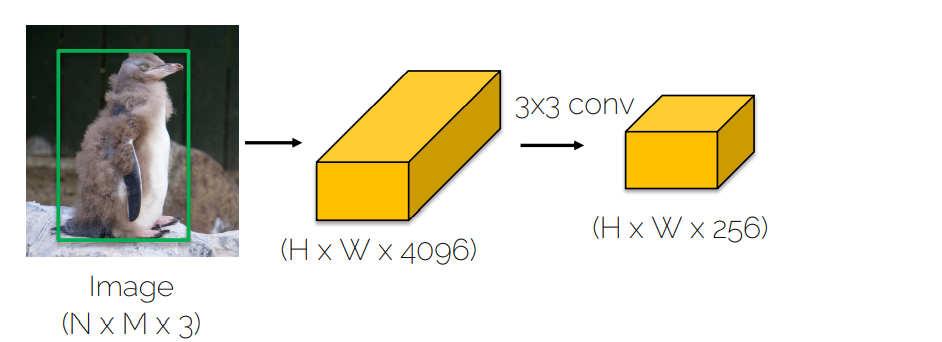 3x3 conv
(H x W x 4096)
(H x W x 256)
Image
(N x M x 3)